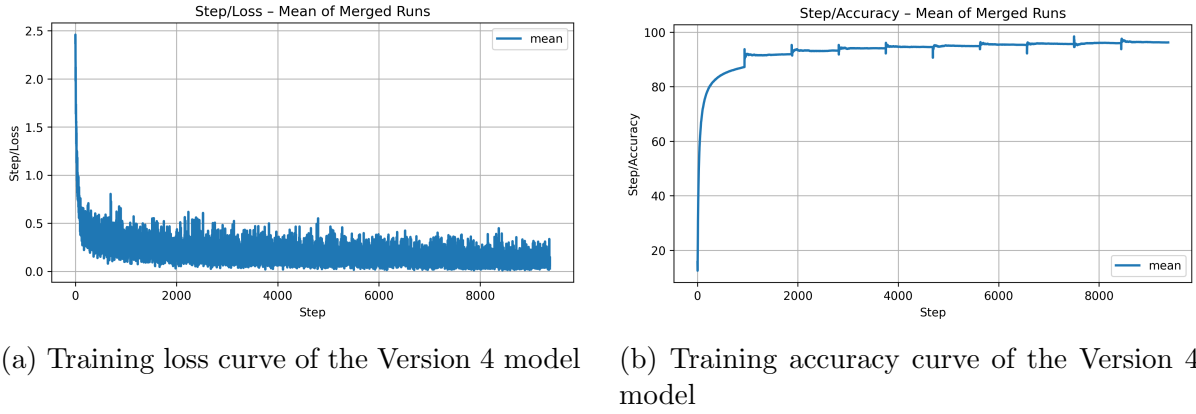 Step/Loss – Mean of Merged Runs
2.5
2.0
1.5
1.0
0.5
0.0
Step/Loss
mean
0 2000 4000 6000 8000
Step
(a) Training loss curve of the Version 4 model
Step/Accuracy – Mean of Merged Runs
100
80
60
40
20
Step/Accuracy
mean
0 2000 4000 6000 8000
Step
(b) Training accuracy curve of the Version 4
model